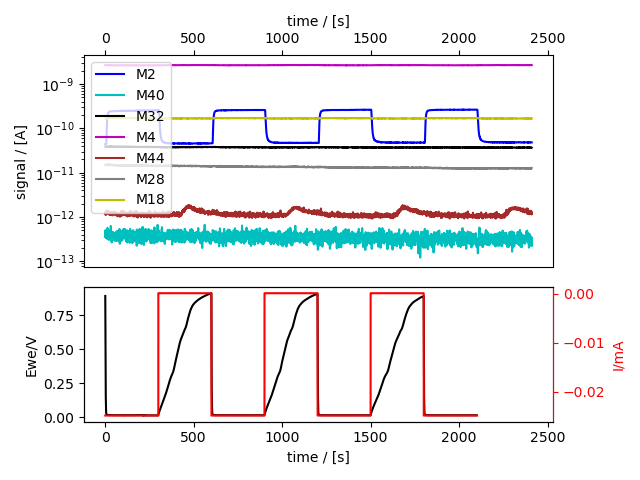 time / [s]
0 500 1000 1500 2000 2500
signal / [A]
10⁻⁹
10⁻¹⁰
10⁻¹¹
10⁻¹²
10⁻¹³
M2
M40
M32
M4
M44
M28
M18
Ewe/V
0.75
0.50
0.25
0.00
0.00
−0.01
−0.02
I/mA
0 500 1000 1500 2000 2500
time / [s]